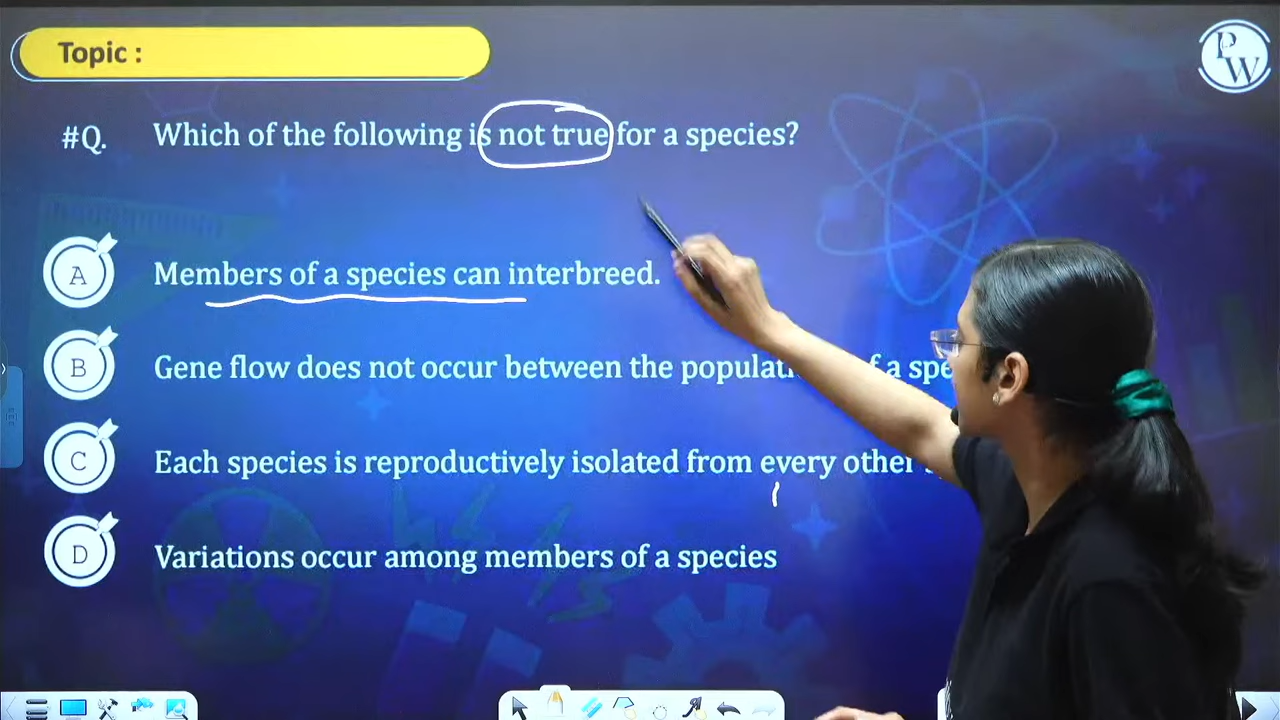 Topic :
PW
#Q. Which of the following is not true for a species?
A Members of a species can interbreed.
B Gene flow does not occur between the a
C Each species is reproductively isolated from every other
D Variations occur among members of a species